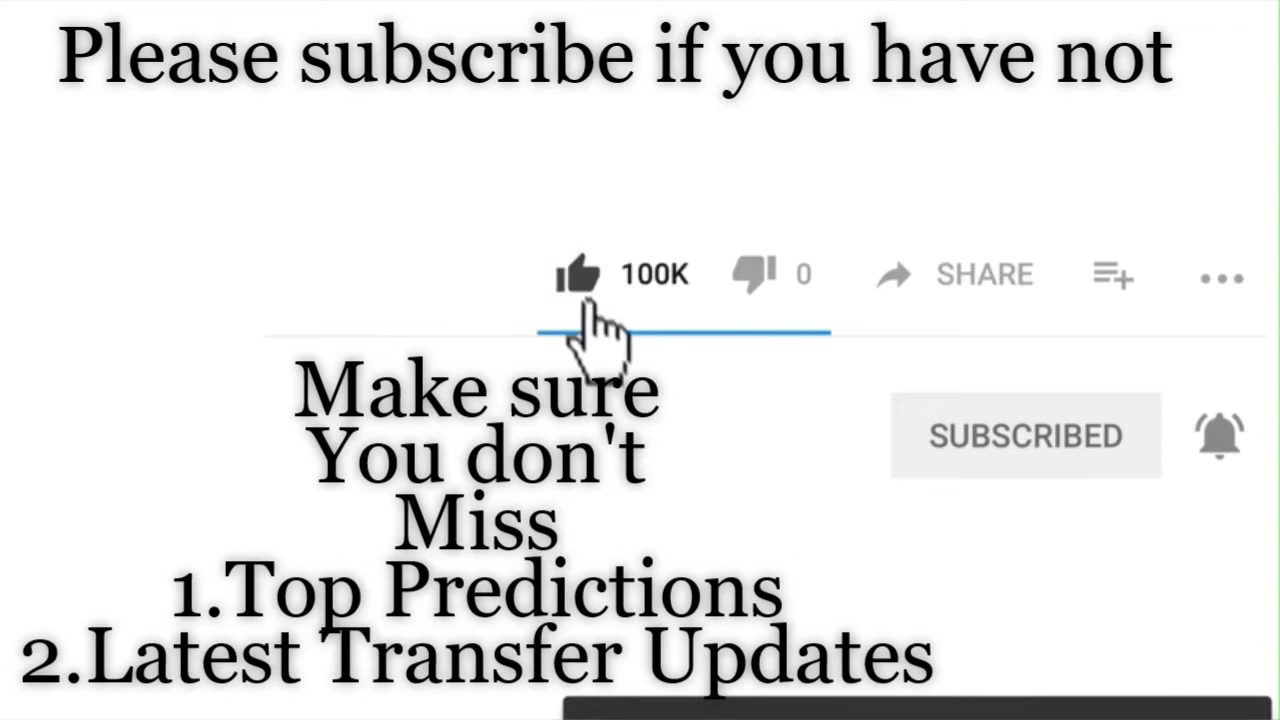 Please subscribe if you have not
100K 0 SHARE
Make sure
SUBSCRIBED
You don't
Miss
1.Top Predictions
2.Latest Transfer Updates